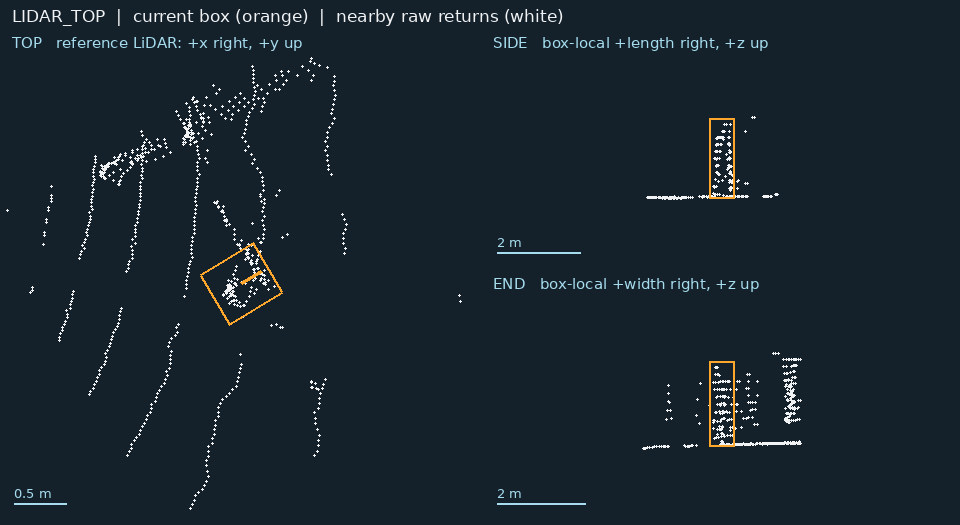 LIDAR_TOP | current box (orange) | nearby raw returns (white)
TOP reference LiDAR: +x right, +y up
SIDE box-local +length right, +z up
2 m
END box-local +width right, +z up
0.5 m
2 m